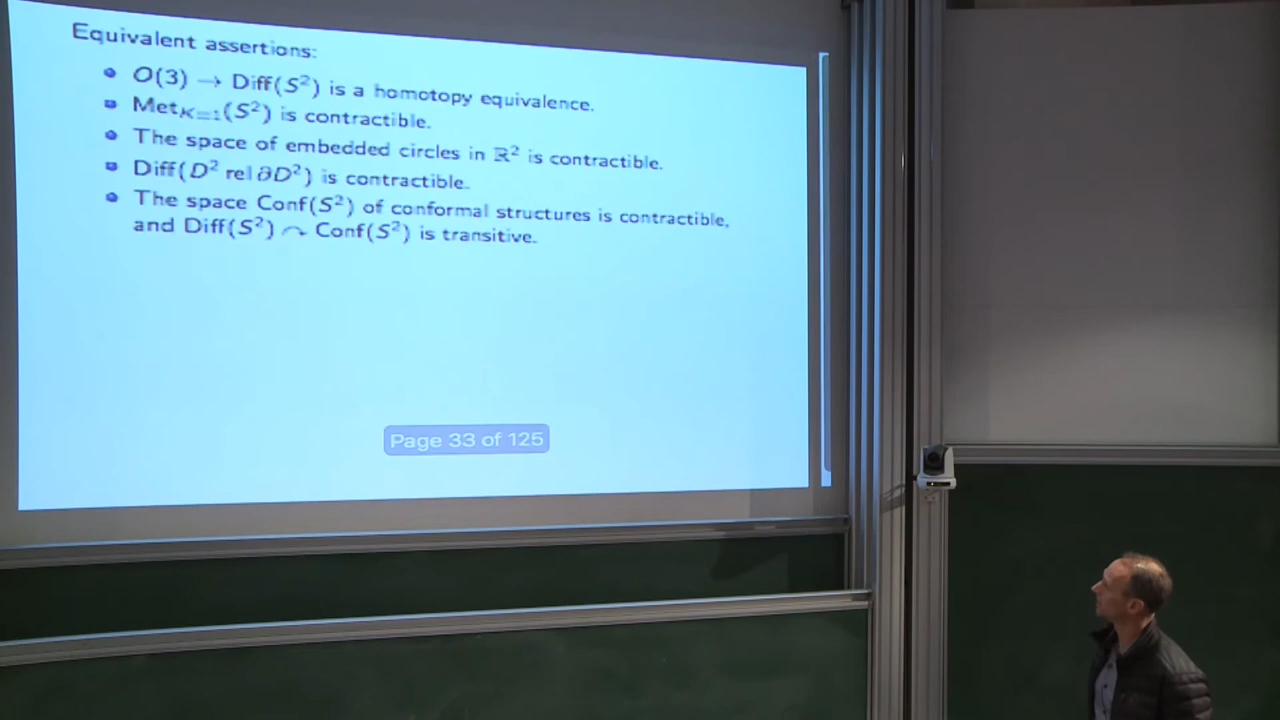 Equivalent assertions:
O(3) → Diff(S²) is a homotopy equivalence.
Met_{K=1}(S²) is contractible.
The space of embedded circles in ℝ² is contractible.
Diff(D² rel ∂D²) is contractible.
The space Conf(S²) of conformal structures is contractible,
and Diff(S²) ↷ Conf(S²) is transitive.
Page 33 of 125